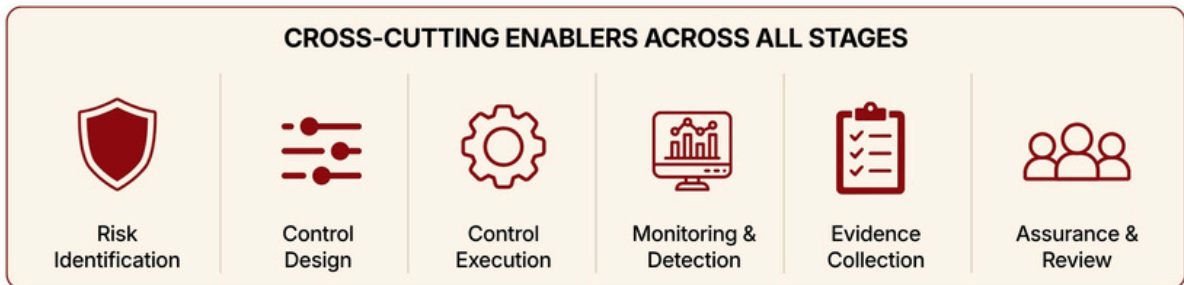 CROSS-CUTTING ENABLERS ACROSS ALL STAGES
Risk
Identification
Control
Design
Control
Execution
Monitoring &
Detection
Evidence
Collection
Assurance &
Review